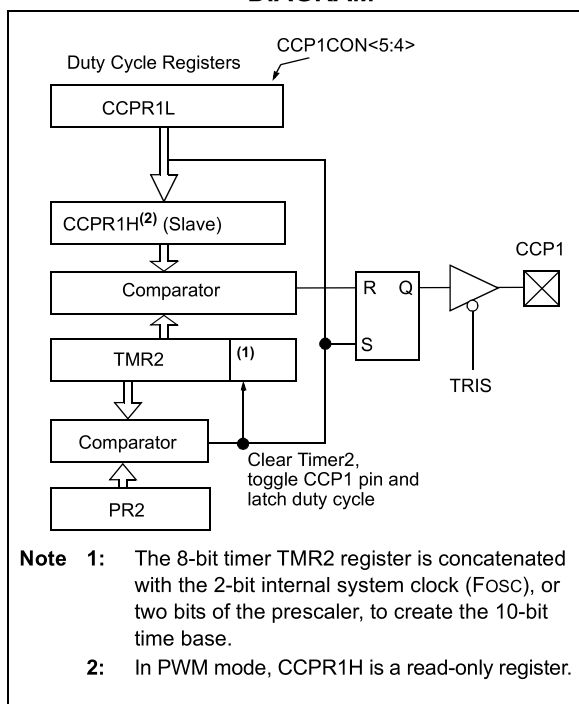 DIAGRAM
CCP1CON<5:4>
Duty Cycle Registers
CCPR1L
CCPR1H(2) (Slave)
CCP1
Comparator
R Q
TMR2 (1)
S
TRIS
Comparator
Clear Timer2,
toggle CCP1 pin and
latch duty cycle
PR2
Note 1: The 8-bit timer TMR2 register is concatenated
with the 2-bit internal system clock (FOSC), or
two bits of the prescaler, to create the 10-bit
time base.
2: In PWM mode, CCPR1H is a read-only register.